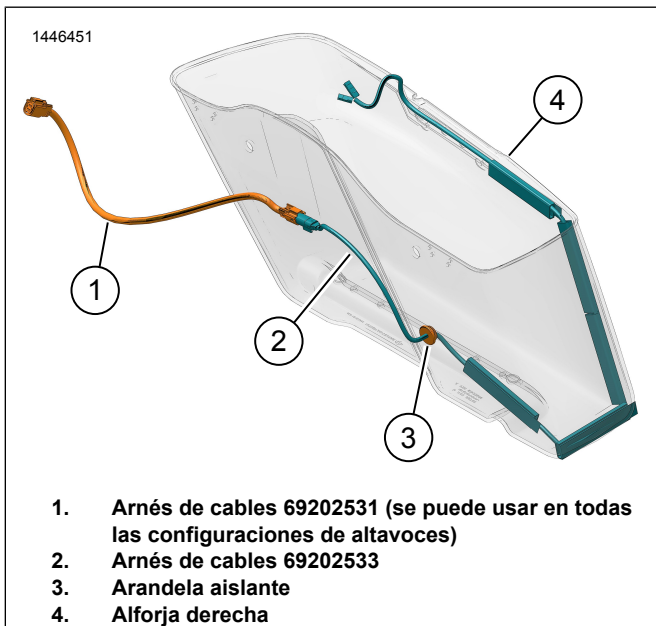 1446451
4
1
2
3
1. Arnés de cables 69202531 (se puede usar en todas
las configuraciones de altavoces)
2. Arnés de cables 69202533
3. Arandela aislante
4. Alforja derecha